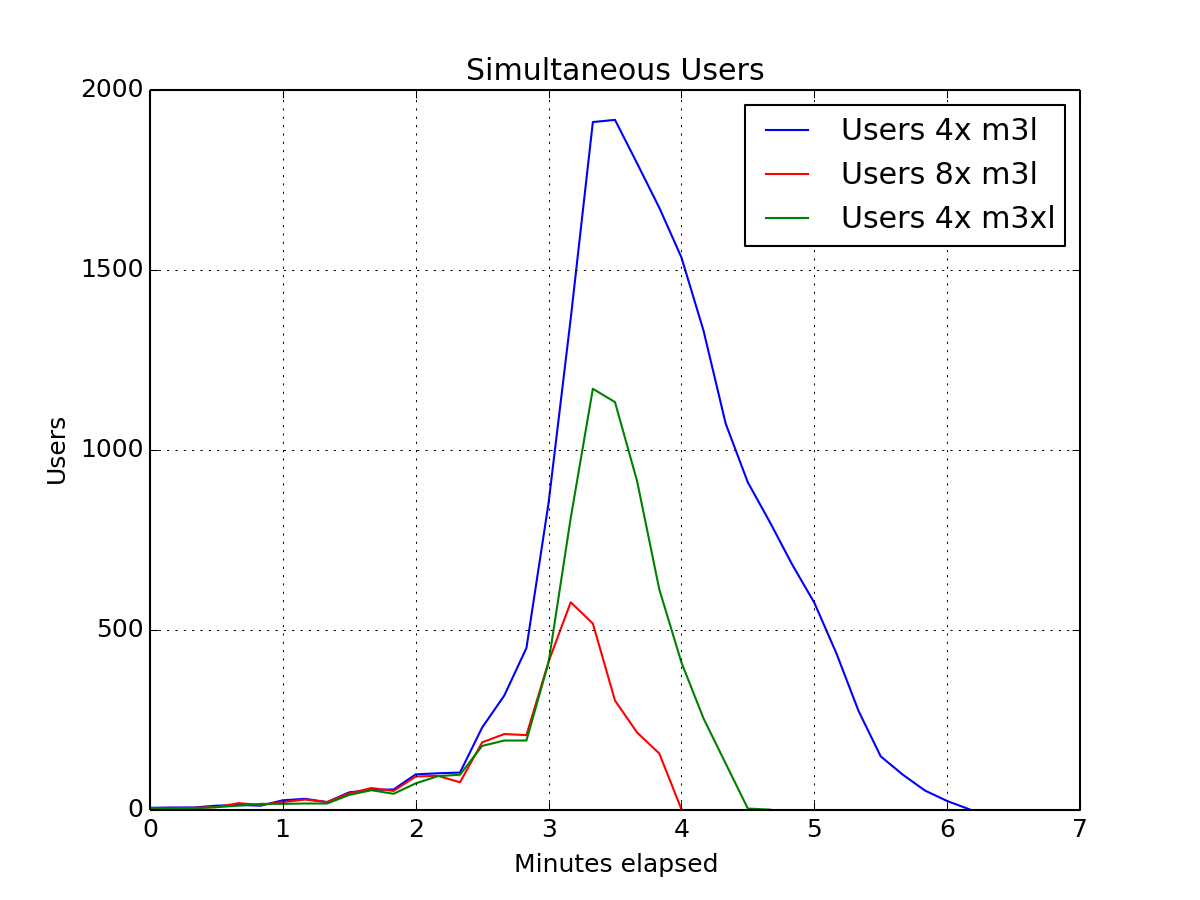 Simultaneous Users
2000
1500
1000
500
0
Users
Users 4x m3l
Users 8x m3l
Users 4x m3xl
0 1 2 3 4 5 6 7
Minutes elapsed